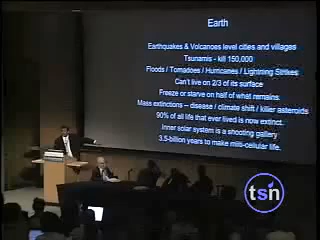 Earth
Earthquakes & Volcanoes level cities and villages
Tsunamis - kill 150,000
Floods / Tornadoes / Hurricanes / Lightning Strikes
Can't live on 2/3 of its surface
Freeze or starve on half of what remains.
Mass extinctions – disease / climate shift / killer asteroids
90% of all life that ever lived is now extinct.
Inner solar system is a shooting gallery
3.5-billion years to make multi-cellular life.
tsn